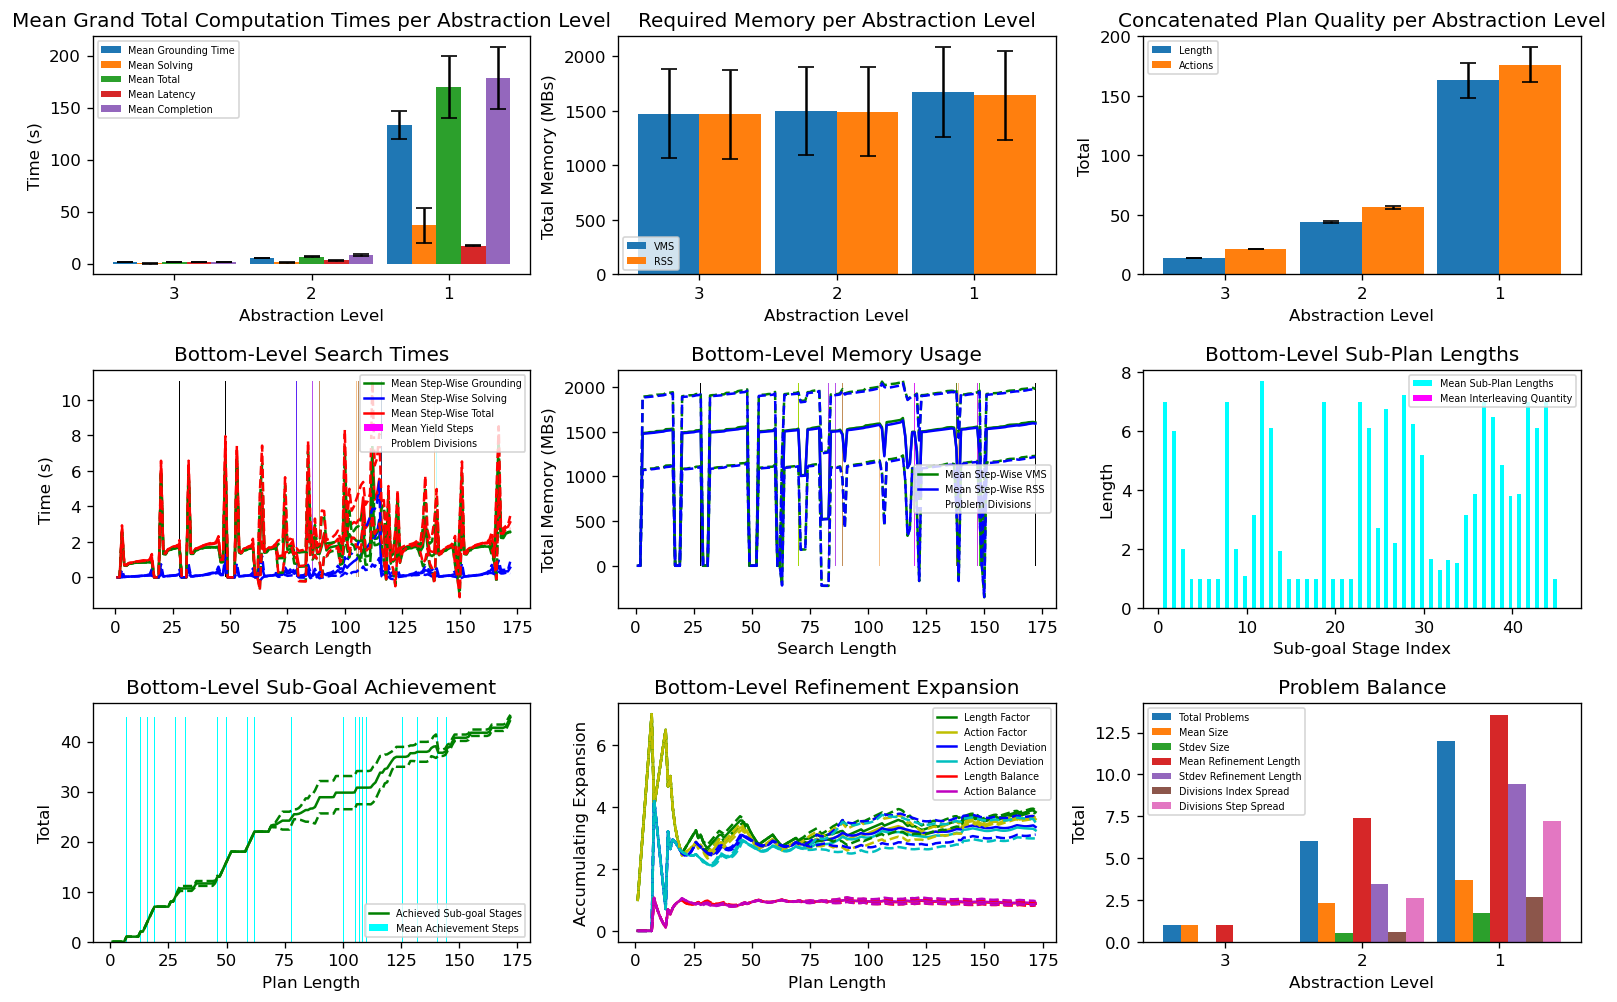 Mean Grand Total Computation Times per Abstraction Level
Time (s)
200
150
100
50
0
Mean Grounding Time
Mean Solving
Mean Total
Mean Latency
Mean Completion
3 2 1
Abstraction Level
Required Memory per Abstraction Level
Total Memory (MBs)
2000
1500
1000
500
0
VMS
RSS
3 2 1
Abstraction Level
Concatenated Plan Quality per Abstraction Level
Total
200
150
100
50
0
Length
Actions
3 2 1
Abstraction Level
Bottom-Level Search Times
Time (s)
10
8
6
4
2
0
Mean Step-Wise Grounding
Mean Step-Wise Solving
Mean Step-Wise Total
Mean Yield Steps
Problem Divisions
0 25 50 75 100 125 150 175
Search Length
Bottom-Level Memory Usage
Total Memory (MBs)
2000
1500
1000
500
0
Mean Step-Wise VMS
Mean Step-Wise RSS
Problem Divisions
0 25 50 75 100 125 150 175
Search Length
Bottom-Level Sub-Plan Lengths
Length
8
6
4
2
0
Mean Sub-Plan Lengths
Mean Interleaving Quantity
0 10 20 30 40
Sub-goal Stage Index
Bottom-Level Sub-Goal Achievement
Total
40
30
20
10
0
Achieved Sub-goal Stages
Mean Achievement Steps
0 25 50 75 100 125 150 175
Plan Length
Bottom-Level Refinement Expansion
Accumulating Expansion
6
4
2
0
Length Factor
Action Factor
Length Deviation
Action Deviation
Length Balance
Action Balance
0 25 50 75 100 125 150 175
Plan Length
Problem Balance
Total
12.5
10.0
7.5
5.0
2.5
0.0
Total Problems
Mean Size
Stdev Size
Mean Refinement Length
Stdev Refinement Length
Divisions Index Spread
Divisions Step Spread
3 2 1
Abstraction Level